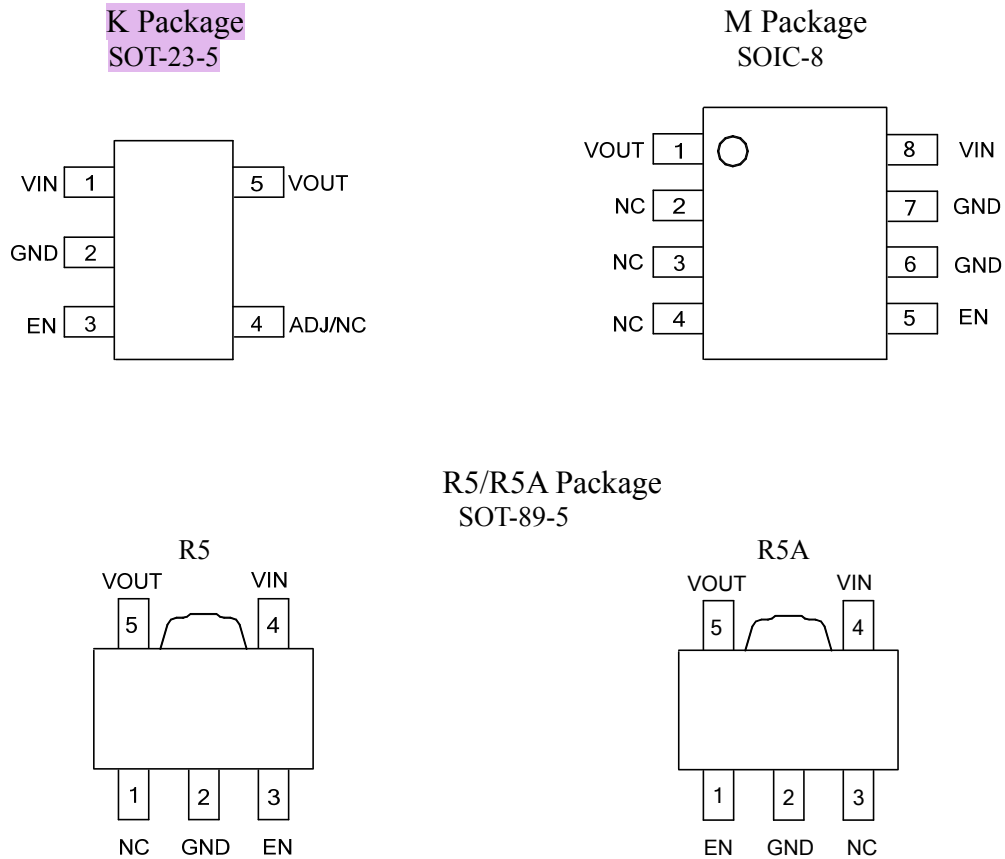 K Package
SOT-23-5
VIN 1 5 VOUT
GND 2
EN 3 4 ADJ/NC
M Package
SOIC-8
VOUT 1 8 VIN
NC 2 7 GND
NC 3 6 GND
NC 4 5 EN
R5/R5A Package
SOT-89-5
R5
VOUT VIN
5 4
1 2 3
NC GND EN
R5A
VOUT VIN
5 4
1 2 3
EN GND NC